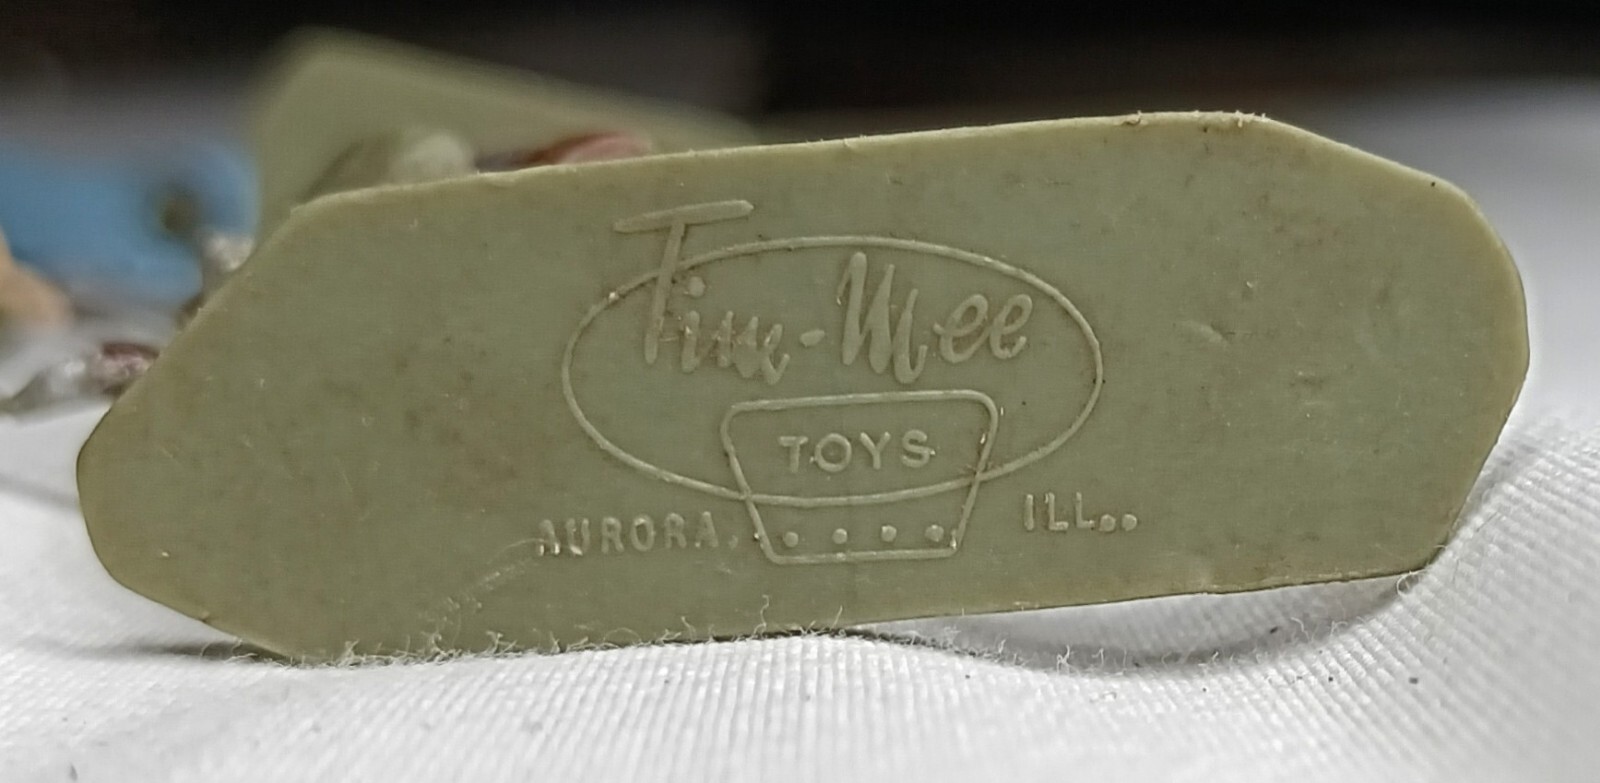 Tim-Mee
TOYS
AURORA, ILL..